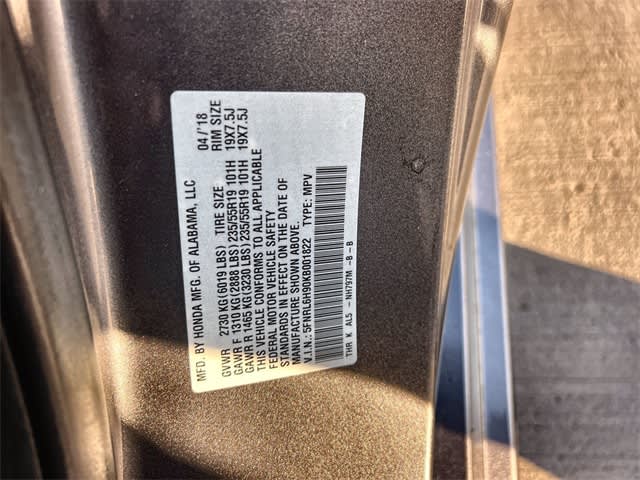 MFD. BY HONDA MFG. OF ALABAMA, LLC 04/'18
GVWR 2730 KG(6019 LBS) TIRE SIZE RIM SIZE
GAWR F 1310 KG(2888 LBS) 235/55R19 101H 19X7.5J
GAWR R 1465 KG(3230 LBS) 235/55R19 101H 19X7.5J
THIS VEHICLE CONFORMS TO ALL APPLICABLE
FEDERAL MOTOR VEHICLE SAFETY
STANDARDS IN EFFECT ON THE DATE OF
MANUFACTURE SHOWN ABOVE.
V.I.N.: 5FNRL6H90KB001822 TYPE: MPV
THR K AL5 - NH797M -B -B